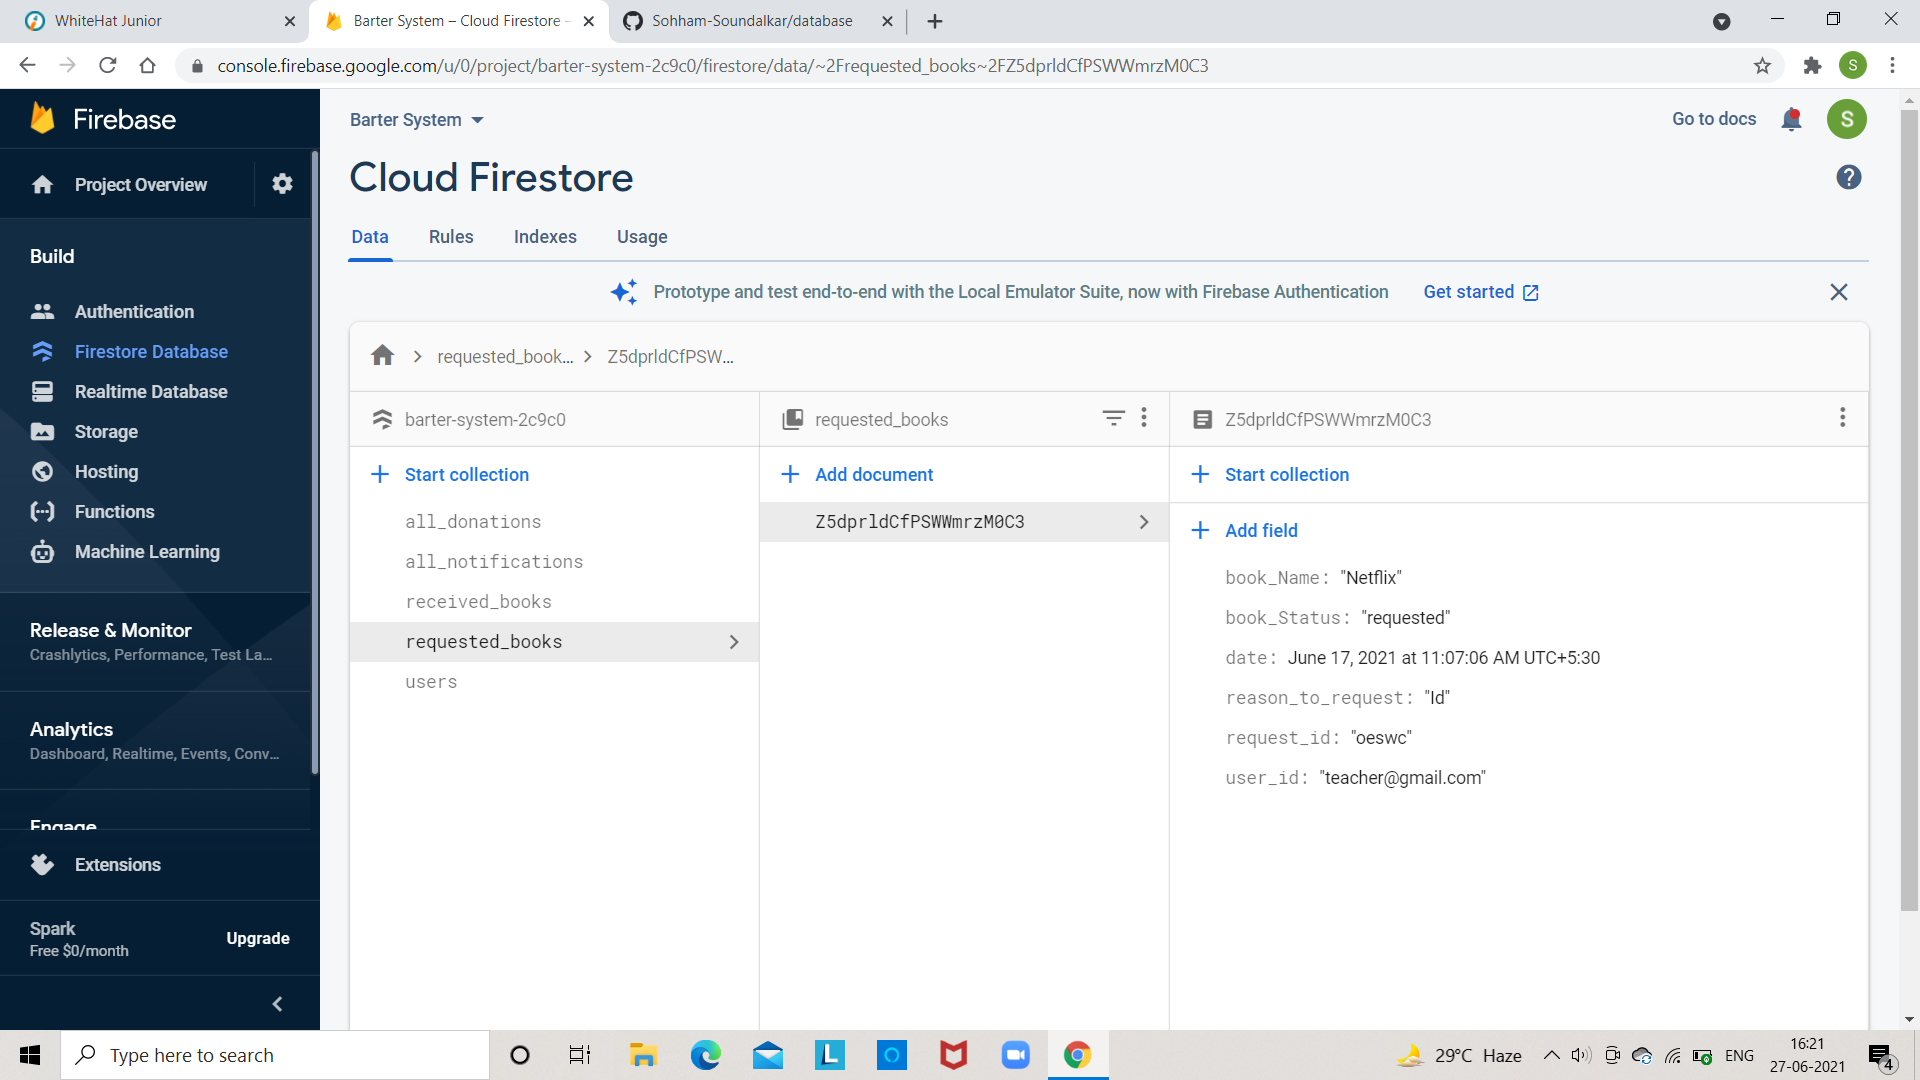 WhiteHat Junior
Barter System – Cloud Firestore –
Sohham-Soundalkar/database
console.firebase.google.com/u/0/project/barter-system-2c9c0/firestore/data/~2Frequested_books~2FZ5dprldCfPSWWmrzM0C3
S
Firebase
Barter System
Go to docs
S
Project Overview
Cloud Firestore
Data Rules Indexes Usage
Build
Prototype and test end-to-end with the Local Emulator Suite, now with Firebase Authentication Get started
Authentication
Firestore Database
Realtime Database
Storage
Hosting
Functions
Machine Learning
Release & Monitor
Crashlytics, Performance, Test La...
Analytics
Dashboard, Realtime, Events, Conv...
Engage
Extensions
Spark
Free $0/month
Upgrade
requested_book... Z5dprldCfPSW...
barter-system-2c9c0
Start collection
all_donations
all_notifications
received_books
requested_books
users
requested_books
Add document
Z5dprldCfPSWWmrzM0C3
Z5dprldCfPSWWmrzM0C3
Start collection
Add field
book_Name: "Netflix"
book_Status: "requested"
date: June 17, 2021 at 11:07:06 AM UTC+5:30
reason_to_request: "Id"
request_id: "oeswc"
user_id: "teacher@gmail.com"
Type here to search
L
29°C Haze
ENG
16:21
27-06-2021
4